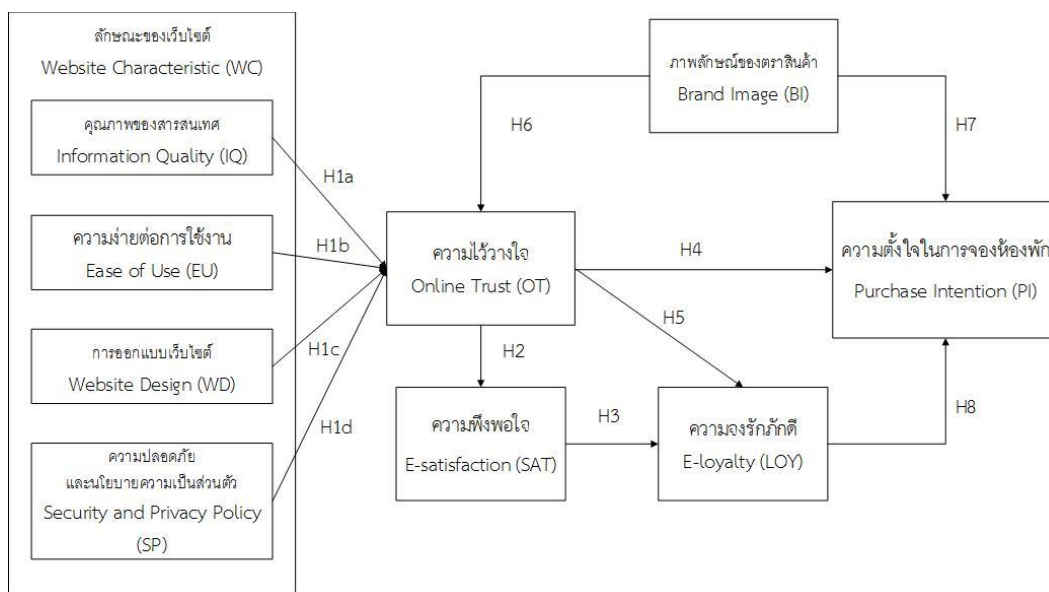 ลักษณะของเว็บไซต์
Website Characteristic (WC)
คุณภาพของสารสนเทศ
Information Quality (IQ)
H1a
ความง่ายต่อการใช้งาน
Ease of Use (EU)
H1b
การออกแบบเว็บไซต์
Website Design (WD)
H1c
ความปลอดภัย
และนโยบายความเป็นส่วนตัว
Security and Privacy Policy
(SP)
H1d
ภาพลักษณ์ของตราสินค้า
Brand Image (BI)
H6
H7
ความไว้วางใจ
Online Trust (OT)
H4
ความตั้งใจในการจองห้องพัก
Purchase Intention (PI)
H5
H2
ความพึงพอใจ
E-satisfaction (SAT)
H3
ความจงรักภักดี
E-loyalty (LOY)
H8